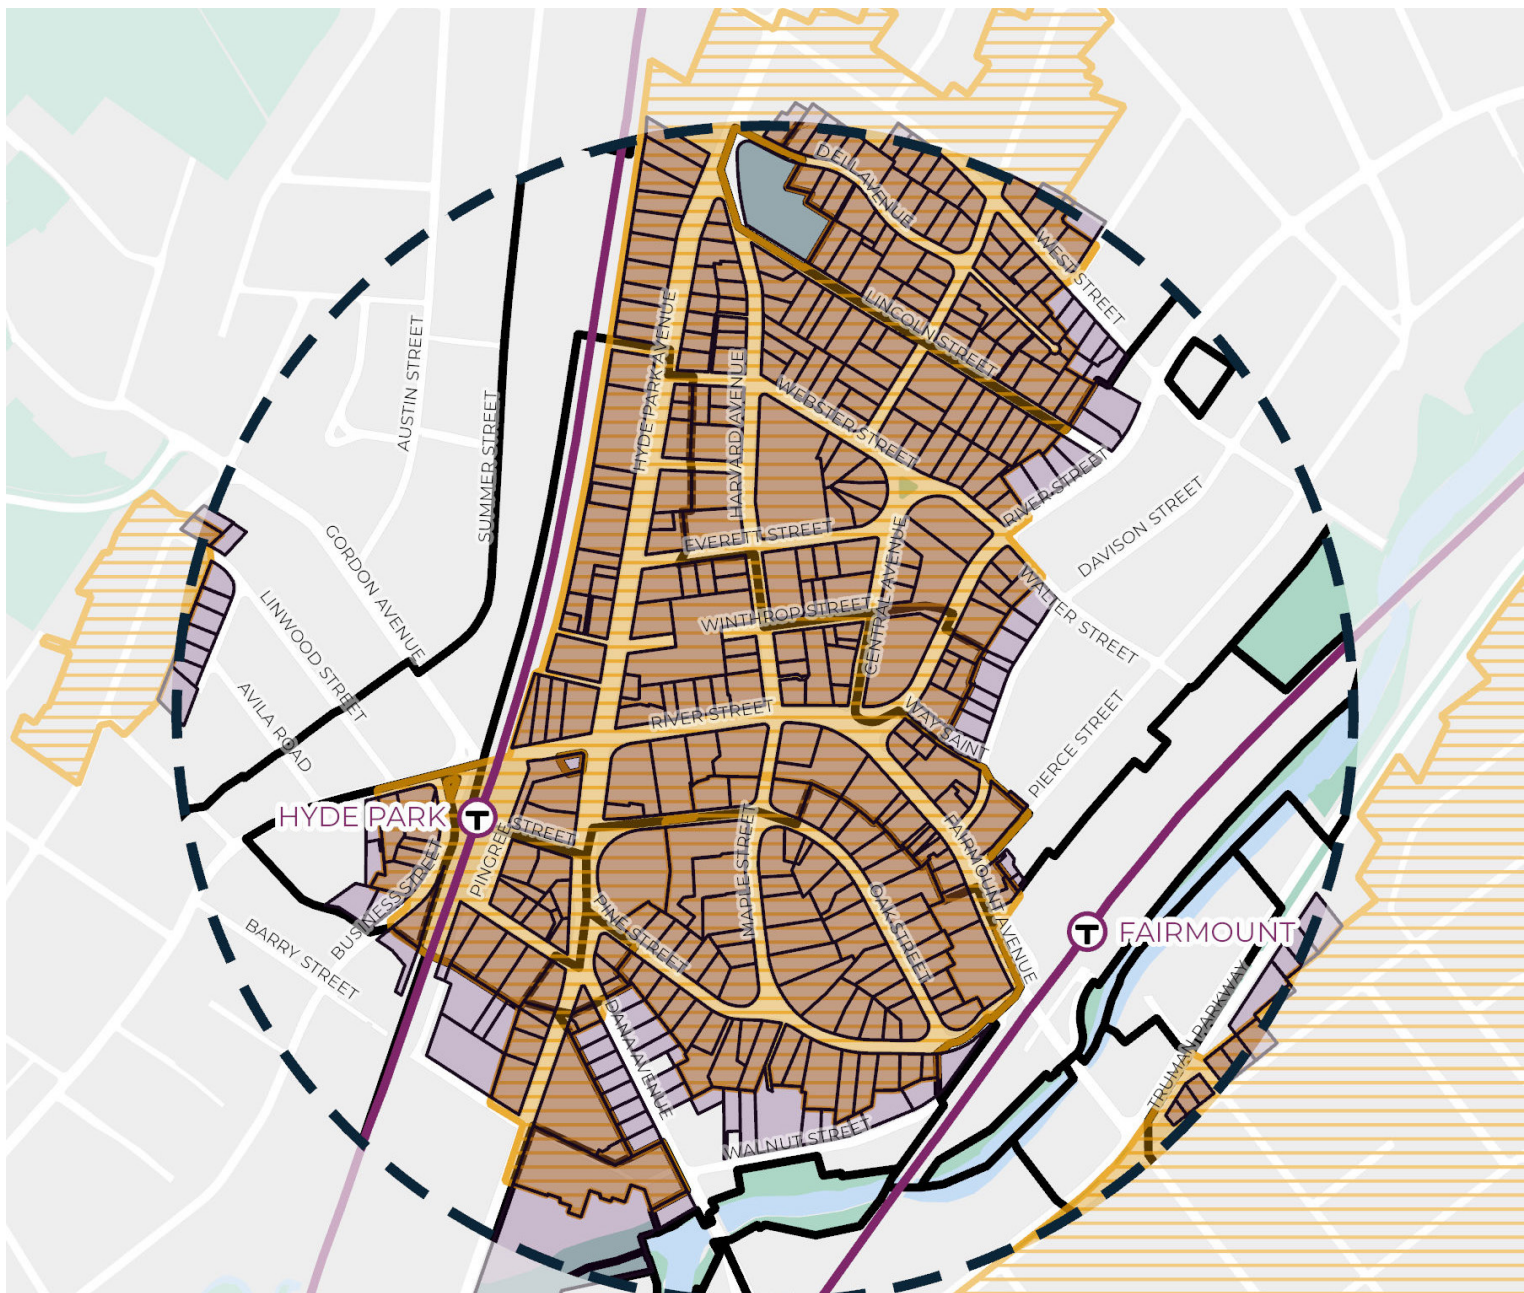 DELL AVENUE
WEST STREET
LINCOLN STREET
AUSTIN STREET
HYDE PARK AVENUE
HARVARD AVENUE
WEBSTER STREET
SUMMER STREET
RIVER STREET
DAVISON STREET
EVERETT STREET
CENTRAL AVENUE
GORDON AVENUE
WALTER STREET
WINTHROP STREET
LINWOOD STREET
AVILA ROAD
RIVER STREET
WAY SAINT
PIERCE STREET
T
HYDE PARK
PINGREE
STREET
MAPLE STREET
FAIRMOUNT AVENUE
BUSINESS STREET
OAK STREET
PINE STREET
BARRY STREET
T
FAIRMOUNT
DANA AVENUE
TRUMAN PARKWAY
WALNUT STREET